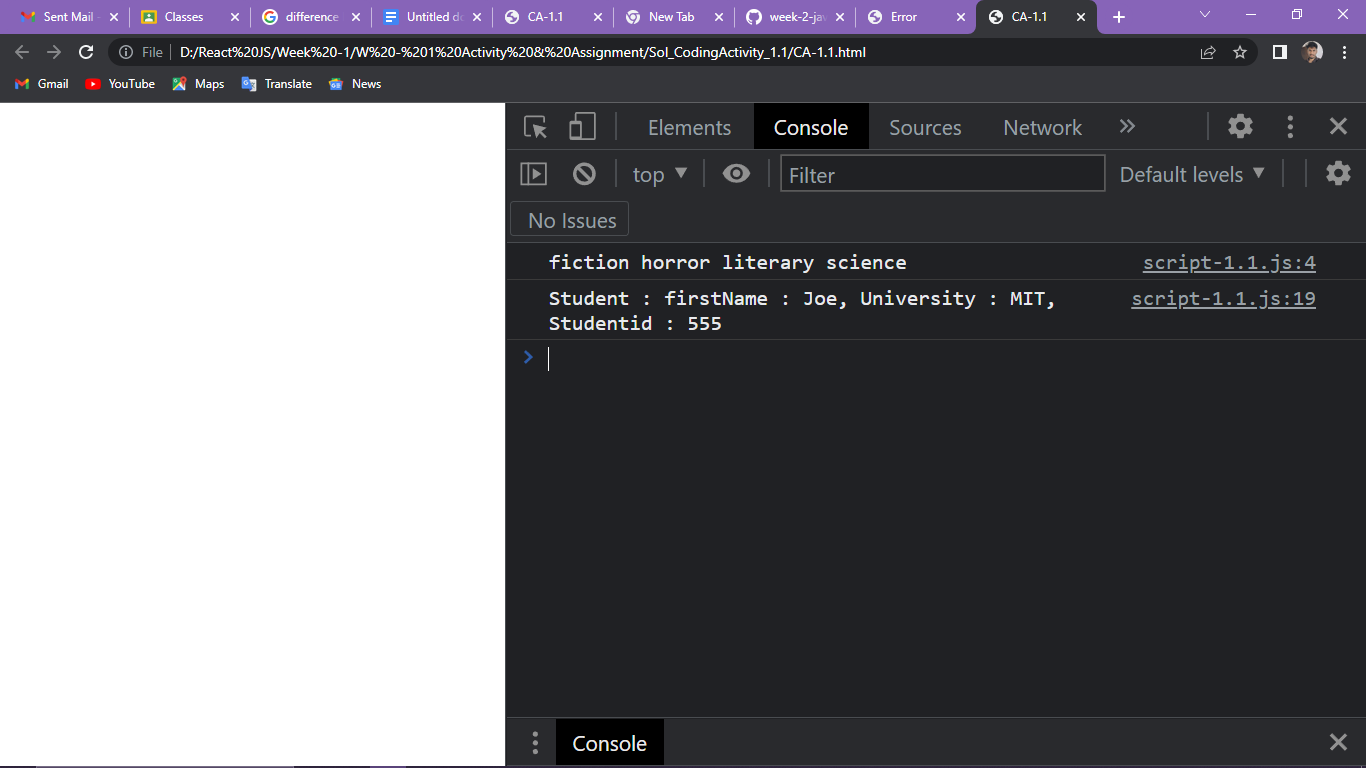 Sent Mail Classes difference Untitled do CA-1.1 New Tab week-2-jav Error CA-1.1
File D:/React%20JS/Week%20-1/W%20-%201%20Activity%20&%20Assignment/Sol_CodingActivity_1.1/CA-1.1.html
Gmail YouTube Maps Translate News
Elements Console Sources Network
top Filter Default levels
No Issues
fiction horror literary science script-1.1.js:4
Student : firstName : Joe, University : MIT, script-1.1.js:19
Studentid : 555
Console